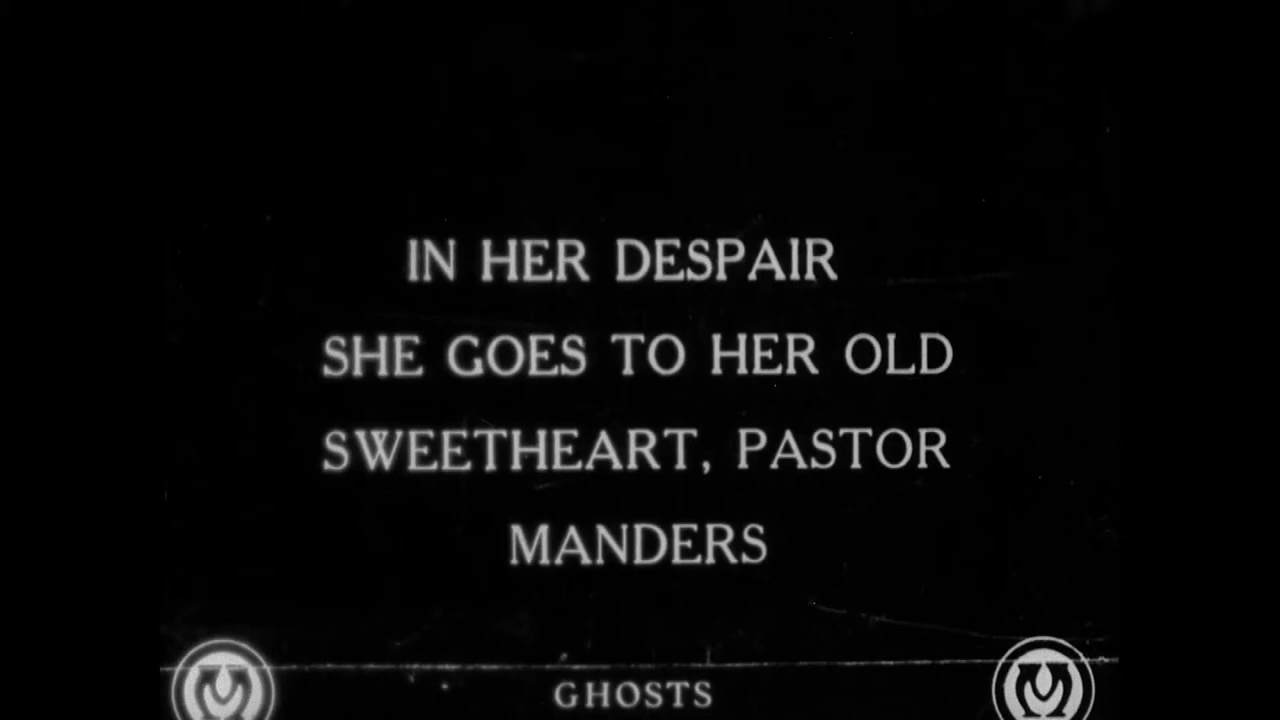 IN HER DESPAIR
SHE GOES TO HER OLD
SWEETHEART, PASTOR
MANDERS
GHOSTS